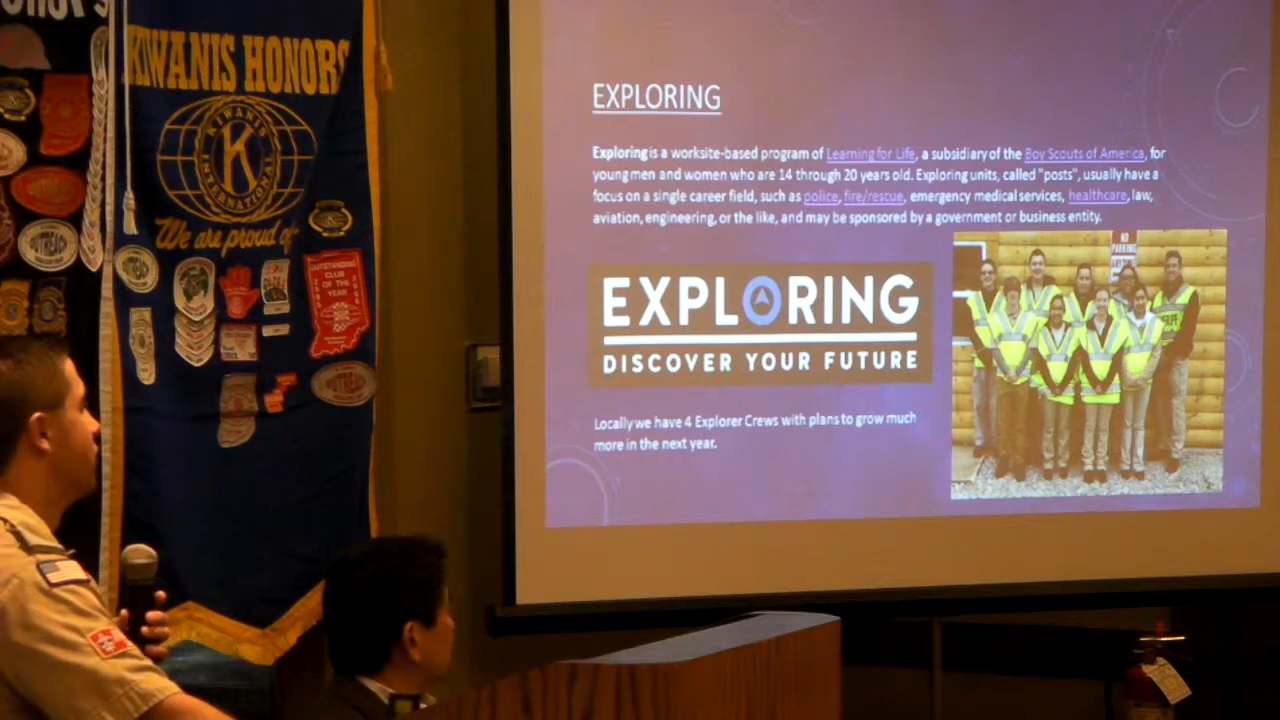 KIWANIS HONORS
KIWANIS
K
INTERNATIONAL
We are proud of
OUTREACH
OUTSTANDING
CLUB
OF THE
YEAR
EXPLORING
Exploring is a worksite-based program of Learning for Life, a subsidiary of the Boy Scouts of America, for
young men and women who are 14 through 20 years old. Exploring units, called "posts", usually have a
focus on a single career field, such as police, fire/rescue, emergency medical services, healthcare, law,
aviation, engineering, or the like, and may be sponsored by a government or business entity.
EXPLORING
DISCOVER YOUR FUTURE
NO
PARKING
Locally we have 4 Explorer Crews with plans to grow much
more in the next year.